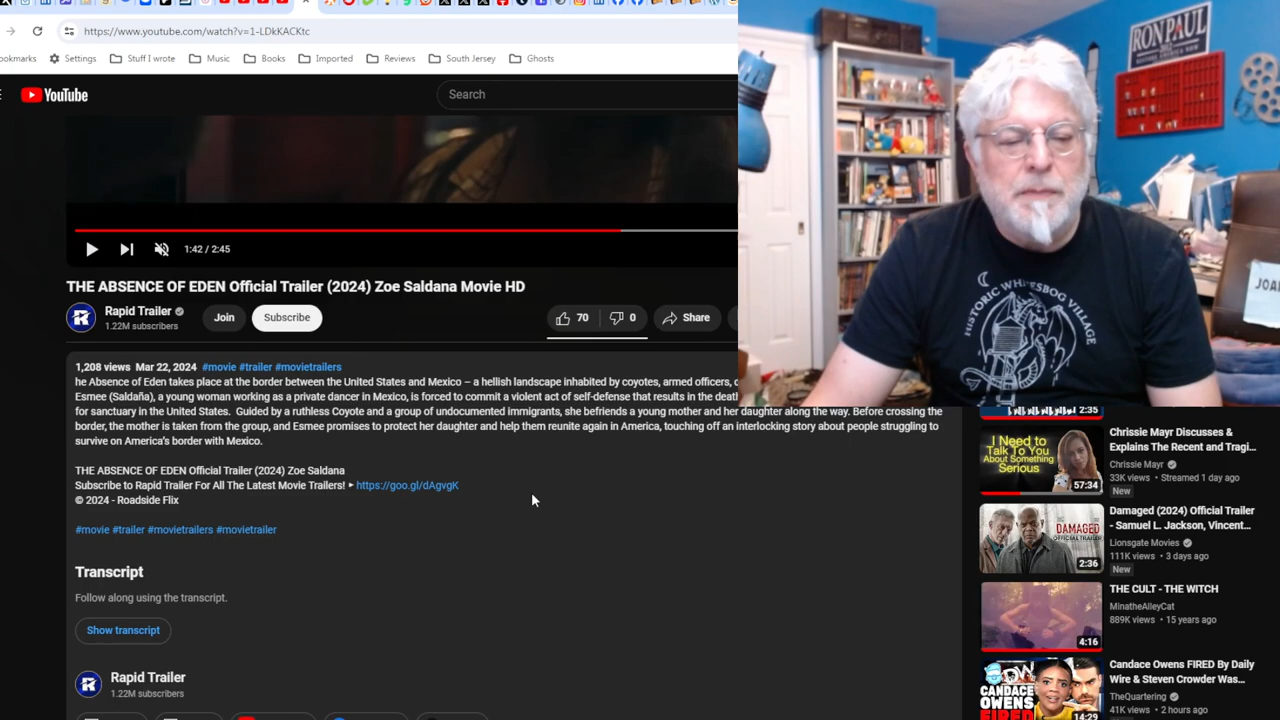 https://www.youtube.com/watch?v=1-LDkKACKtc
ookmarks Settings Stuff I wrote Music Books Imported Reviews South Jersey Ghosts
YouTube
Search
1:42 / 2:45
THE ABSENCE OF EDEN Official Trailer (2024) Zoe Saldana Movie HD
Rapid Trailer
1.22M subscribers
Join
Subscribe
70
0
Share
1,208 views Mar 22, 2024 #movie #trailer #movietrailers
he Absence of Eden takes place at the border between the United States and Mexico – a hellish landscape inhabited by coyotes, armed officers,
Esmee (Saldaña), a young woman working as a private dancer in Mexico, is forced to commit a violent act of self-defense that results in the deat
for sanctuary in the United States. Guided by a ruthless Coyote and a group of undocumented immigrants, she befriends a young mother and her daughter along the way. Before crossing the
border, the mother is taken from the group, and Esmee promises to protect her daughter and help them reunite again in America, touching off an interlocking story about people struggling to
survive on America's border with Mexico.
THE ABSENCE OF EDEN Official Trailer (2024) Zoe Saldana
Subscribe to Rapid Trailer For All The Latest Movie Trailers! ▸ https://goo.gl/dAgvgK
© 2024 - Roadside Flix
#movie #trailer #movietrailers #movietrailer
Transcript
Follow along using the transcript.
Show transcript
Rapid Trailer
1.22M subscribers
RON PAUL
HISTORIC WHITESBOG VILLAGE
JOA
2:35
I Need to
Talk To You
About Something
Serious
57:34
Chrissie Mayr Discusses &
Explains The Recent and Tragi...
Chrissie Mayr
33K views • Streamed 1 day ago
New
DAMAGED
OFFICIAL TRAILER
2:36
Damaged (2024) Official Trailer
- Samuel L. Jackson, Vincent...
Lionsgate Movies
111K views • 3 days ago
New
4:16
THE CULT - THE WITCH
MinatheAlleyCat
889K views • 15 years ago
CANDACE
OWENS
FIRED
14:29
Candace Owens FIRED By Daily
Wire & Steven Crowder Was...
TheQuartering
41K views • 2 hours ago